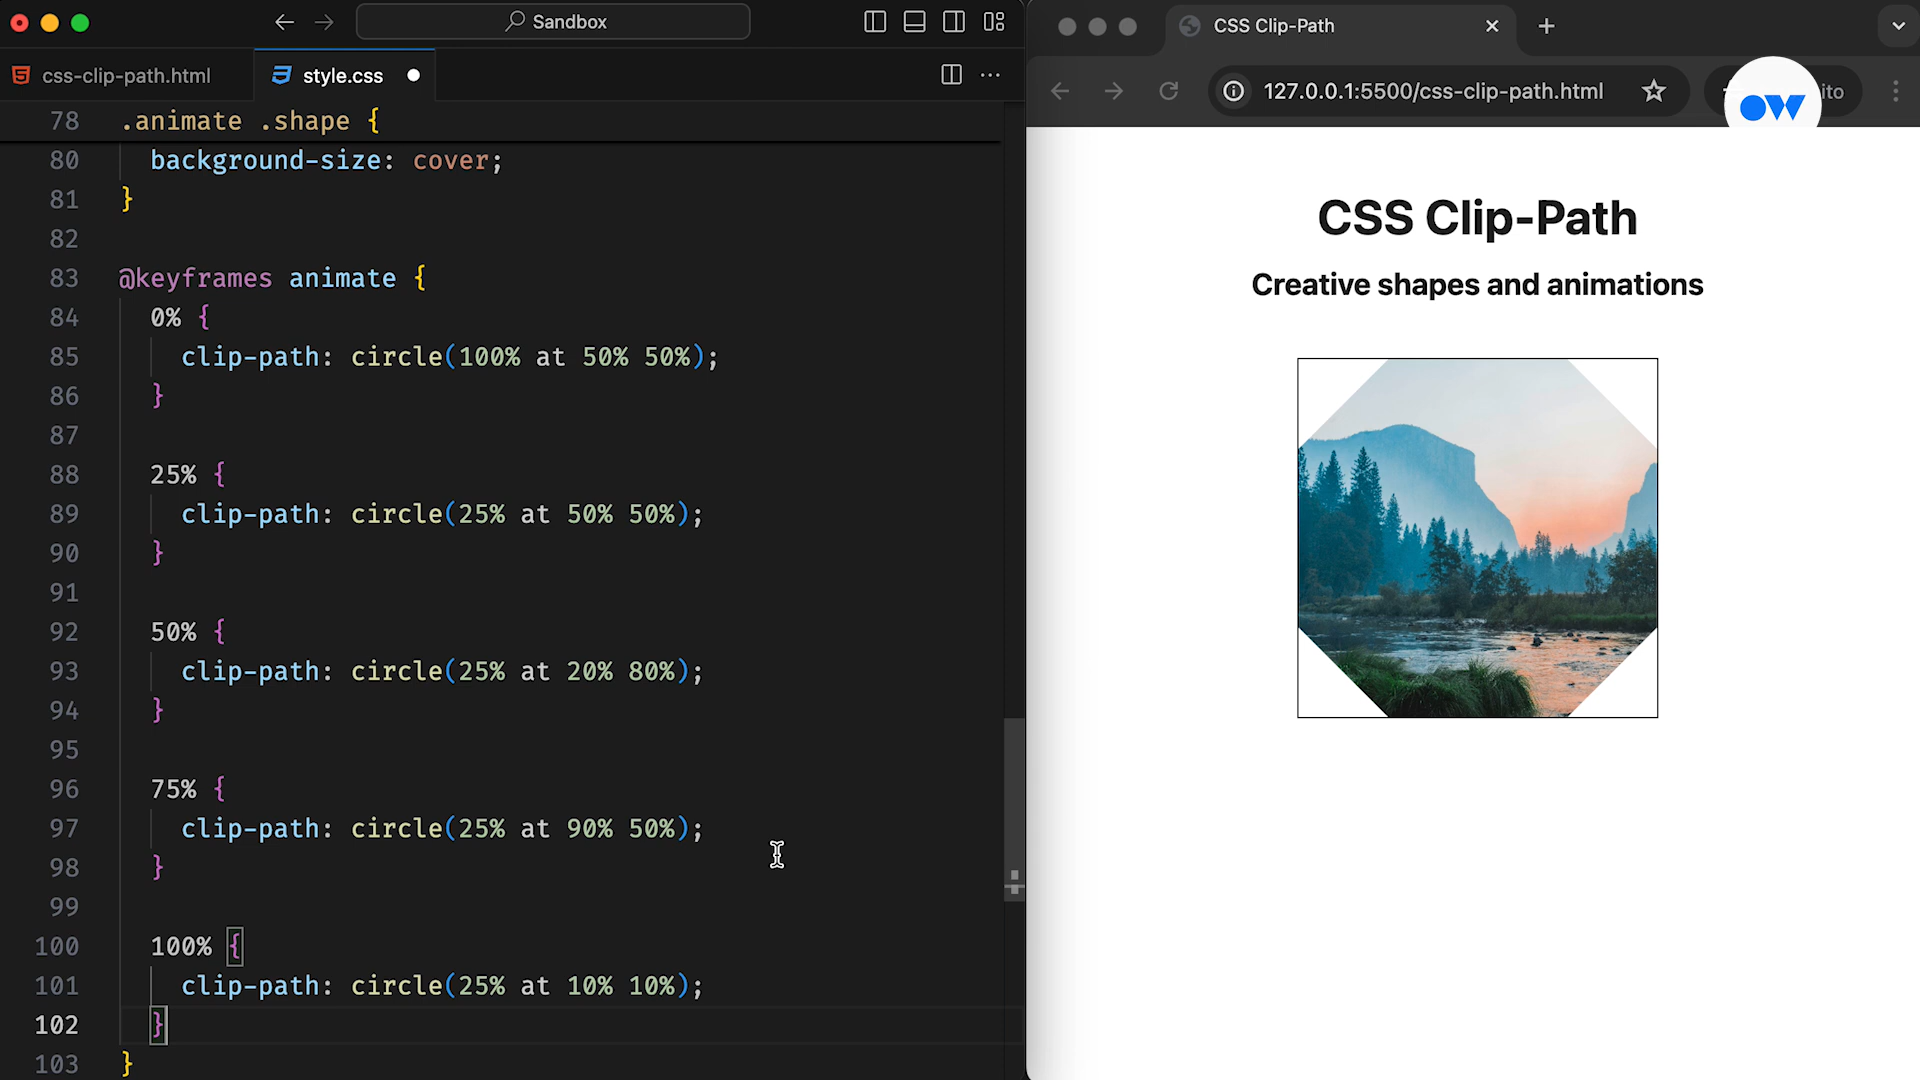 Sandbox
css-clip-path.html
style.css
78 .animate .shape {
80 background-size: cover;
81 }
82
83 @keyframes animate {
84 0% {
85 clip-path: circle(100% at 50% 50%);
86 }
87
88 25% {
89 clip-path: circle(25% at 50% 50%);
90 }
91
92 50% {
93 clip-path: circle(25% at 20% 80%);
94 }
95
96 75% {
97 clip-path: circle(25% at 90% 50%);
98 }
99
100 100% {
101 clip-path: circle(25% at 10% 10%);
102 }
103 }
CSS Clip-Path
127.0.0.1:5500/css-clip-path.html
ow
CSS Clip-Path
Creative shapes and animations